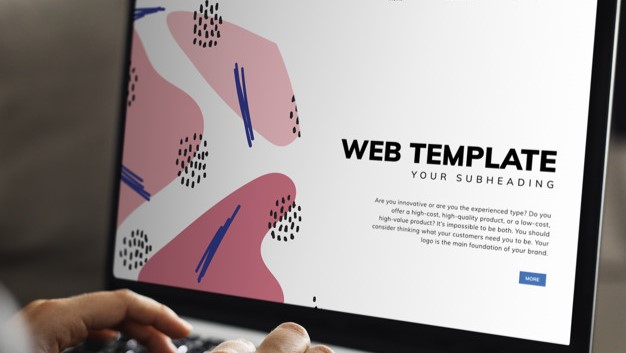 WEB TEMPLATE
YOUR SUBHEADING
Are you innovative or are you the experienced type? Do you
offer a high-cost, high-quality product, or a low-cost,
high-value product? It's impossible to be both. You should
consider thinking what your customers need you to be. Your
logo is the main foundation of your brand.
MORE